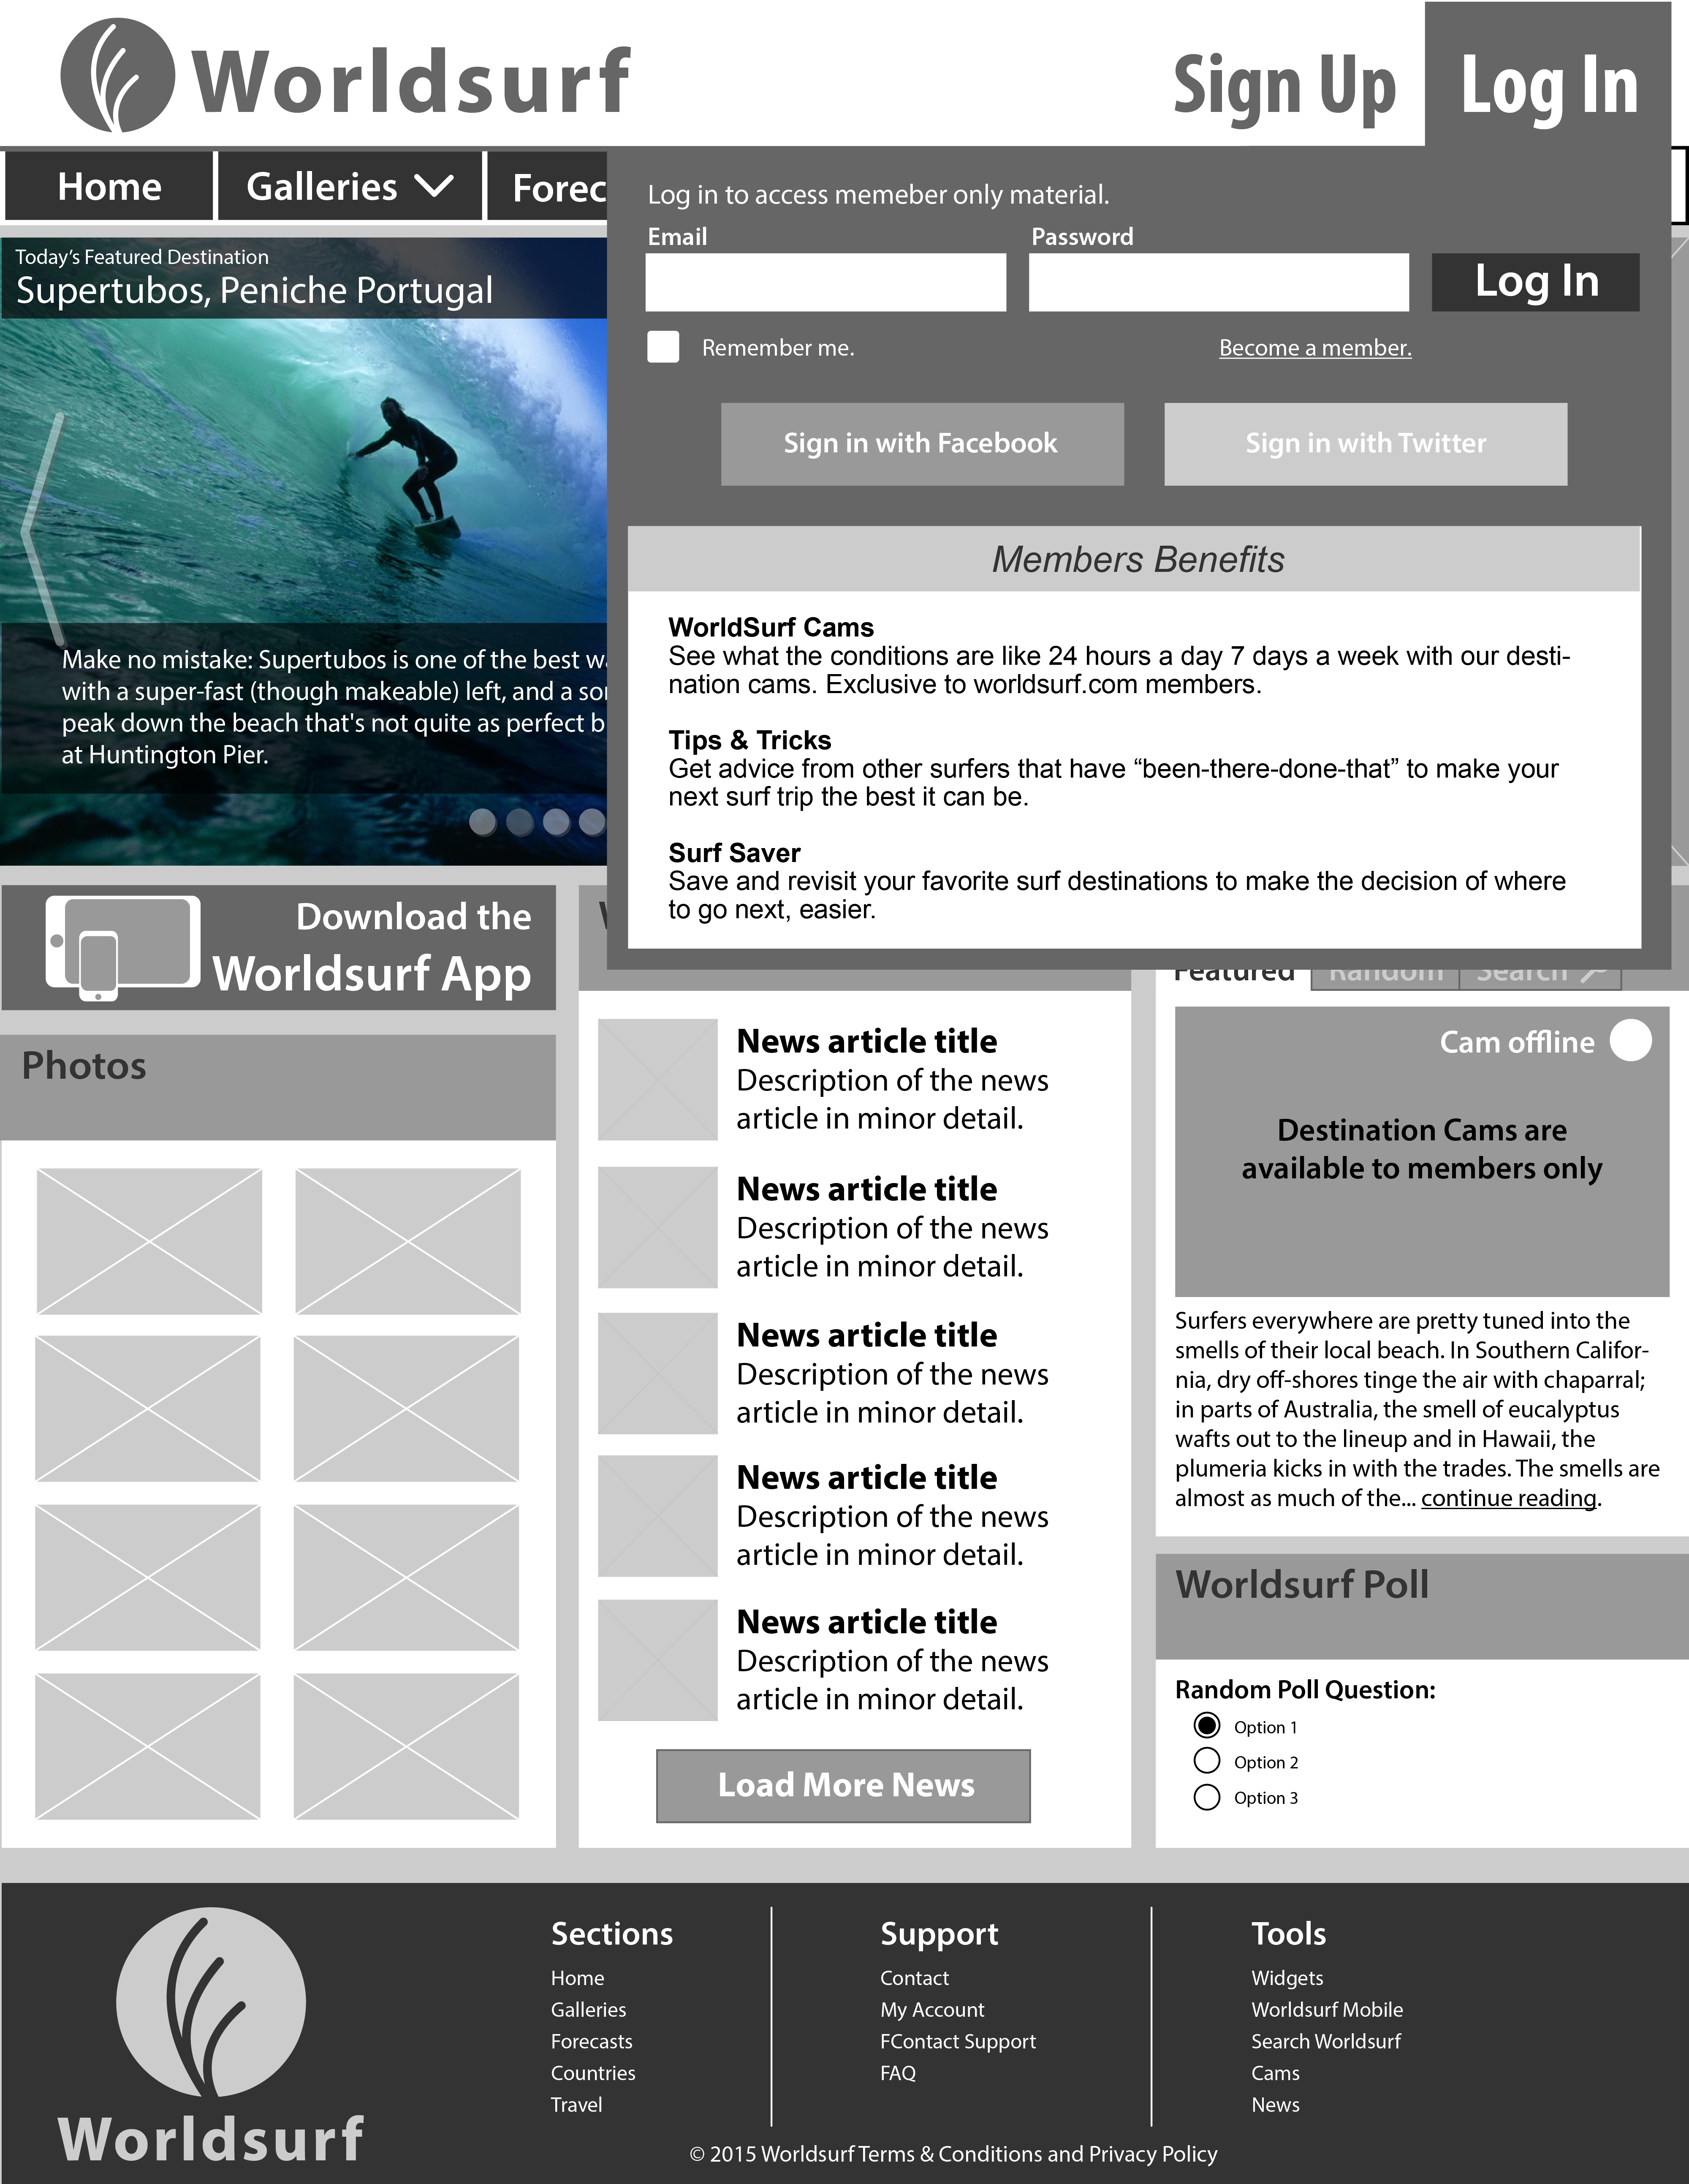 Worldsurf
Sign Up
Log In
Home
Galleries
Forec
Log in to access memeber only material.
Email
Password
Log In
Remember me.
Become a member.
Sign in with Facebook
Sign in with Twitter
Today's Featured Destination
Supertubos, Peniche Portugal
Make no mistake: Supertubos is one of the best
with a super-fast (though makeable) left, and a
peak down the beach that's not quite as perfect
at Huntington Pier.
Members Benefits
WorldSurf Cams
See what the conditions are like 24 hours a day 7 days a week with our desti-
nation cams. Exclusive to worldsurf.com members.
Tips & Tricks
Get advice from other surfers that have “been-there-done-that” to make your
next surf trip the best it can be.
Surf Saver
Save and revisit your favorite surf destinations to make the decision of where
to go next, easier.
Download the
Worldsurf App
Photos
News article title
Description of the news
article in minor detail.
News article title
Description of the news
article in minor detail.
News article title
Description of the news
article in minor detail.
News article title
Description of the news
article in minor detail.
News article title
Description of the news
article in minor detail.
Load More News
Featured
Random
Search
Cam offline
Destination Cams are
available to members only
Surfers everywhere are pretty tuned into the
smells of their local beach. In Southern Califor-
nia, dry off-shores tinge the air with chaparral;
in parts of Australia, the smell of eucalyptus
wafts out to the lineup and in Hawaii, the
plumeria kicks in with the trades. The smells are
almost as much of the... continue reading.
Worldsurf Poll
Random Poll Question:
Option 1
Option 2
Option 3
Worldsurf
Sections
Home
Galleries
Forecasts
Countries
Travel
Support
Contact
My Account
FContact Support
FAQ
Tools
Widgets
Worldsurf Mobile
Search Worldsurf
Cams
News
© 2015 Worldsurf Terms & Conditions and Privacy Policy